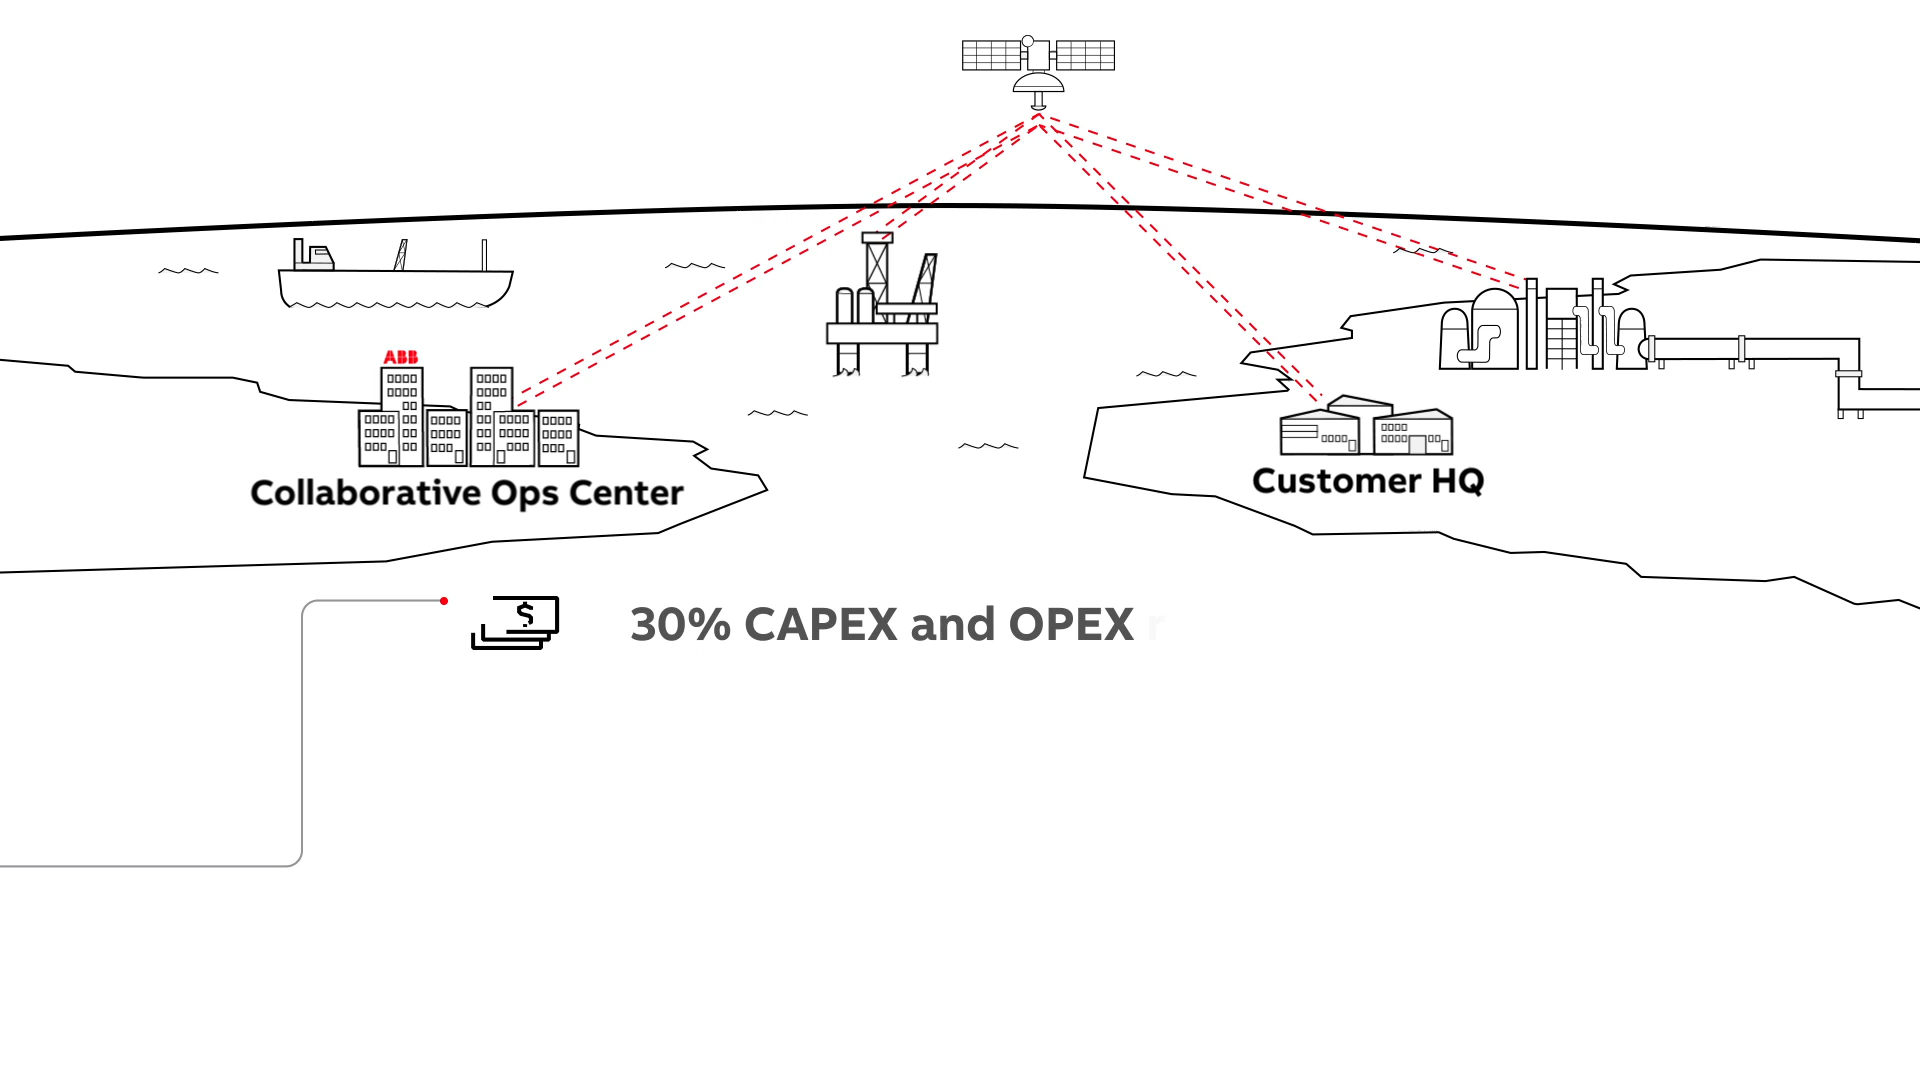 ABB
Collaborative Ops Center
Customer HQ
$
30% CAPEX and OPEX r